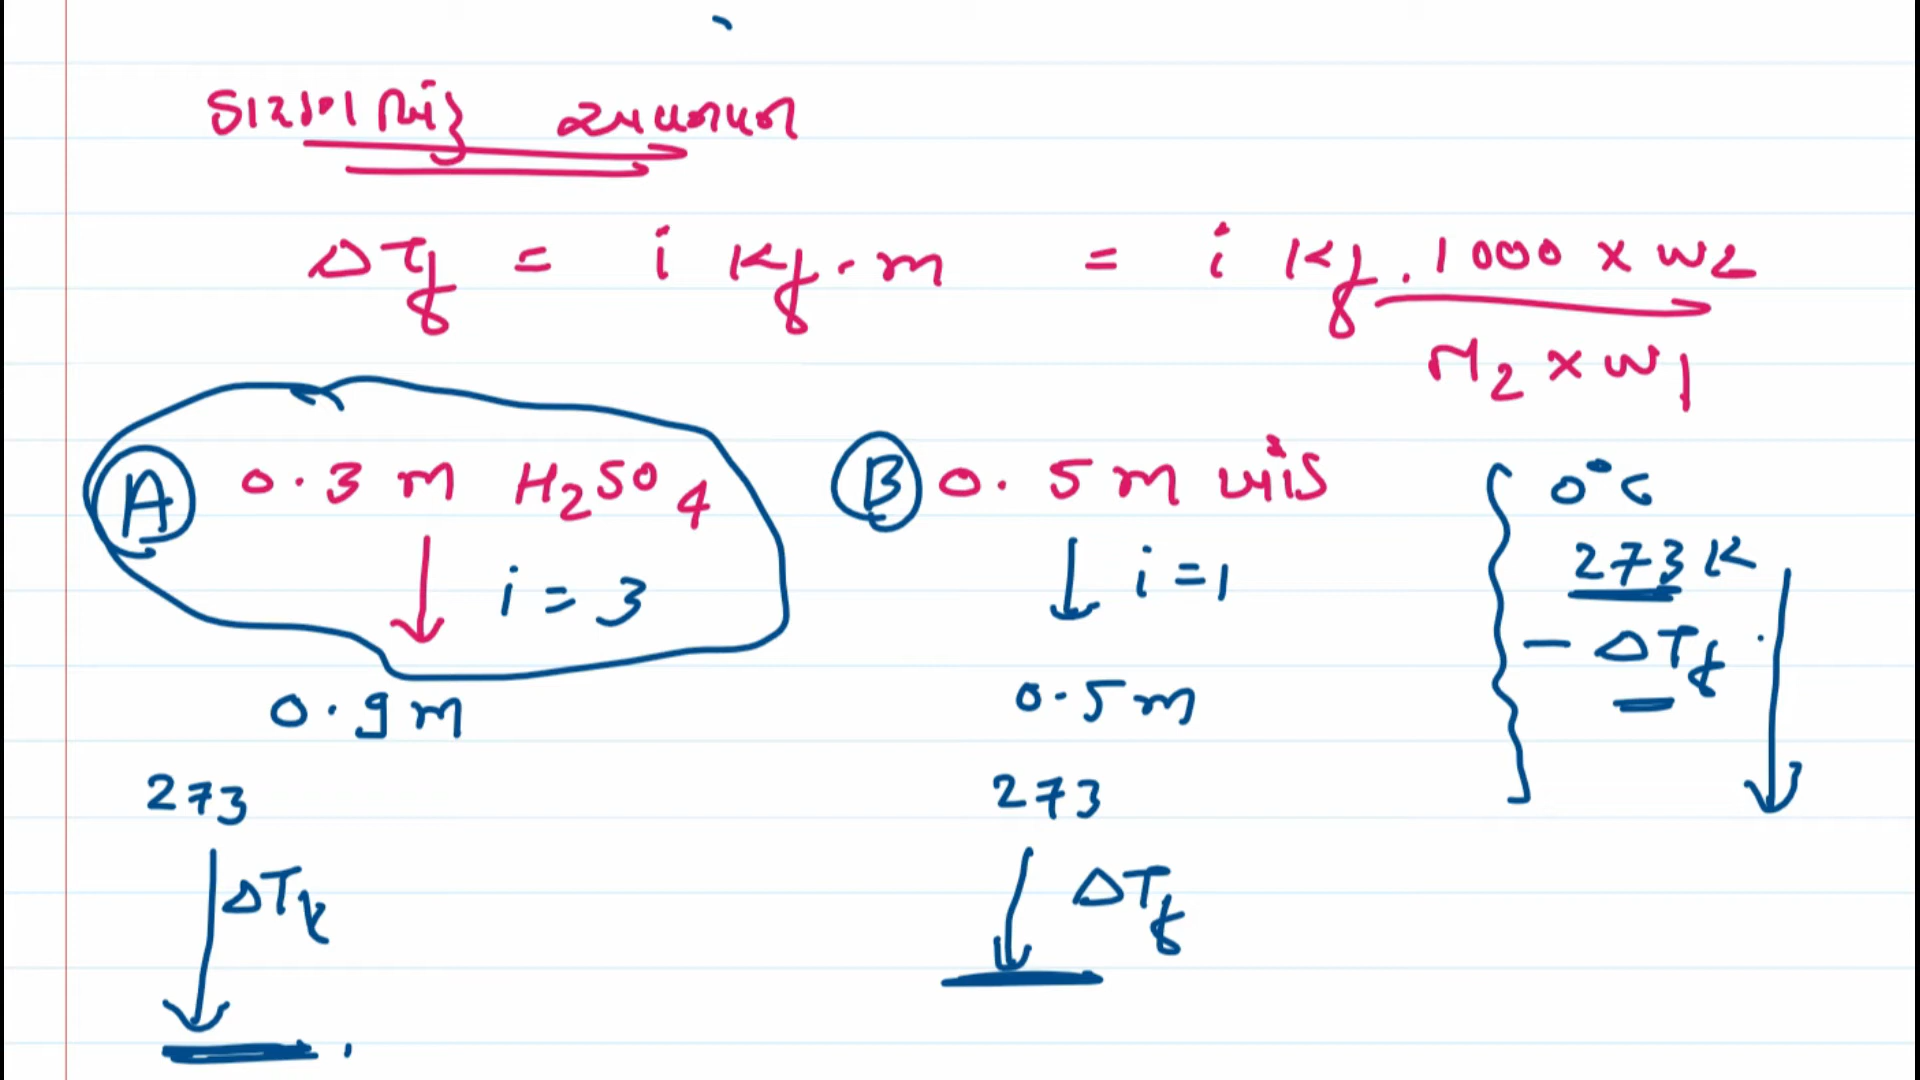 અવનયન
ΔTf = i Kf . m = i Kf . 1000 x w2
M2 x w1
A 0.3 m H2SO4
i = 3
0.9 m
273
ΔTf
B 0.5 m ખાંડ
i = 1
0.5 m
273
ΔTf
0°C
273 K
- ΔTf